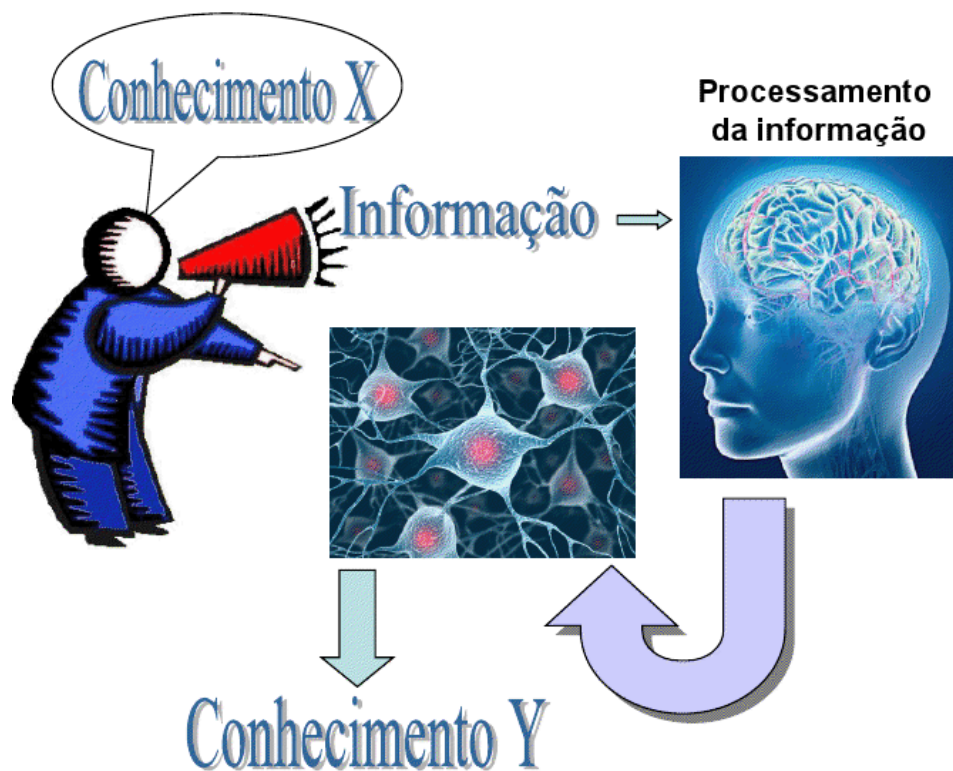 Conhecimento X
Processamento
da informação
Informação
Conhecimento Y